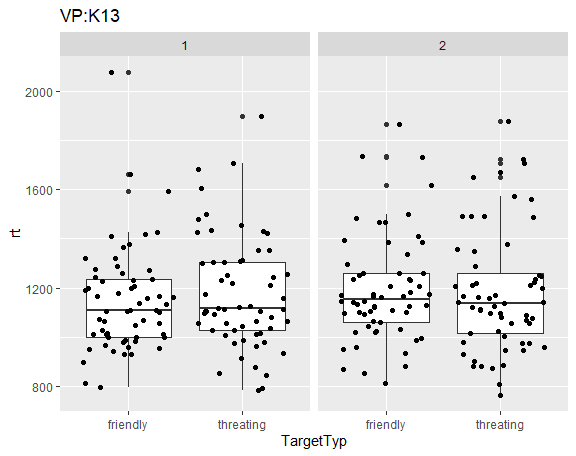 VP:K13
1 2
rt
2000
1600
1200
800
friendly threating friendly threating
TargetTyp